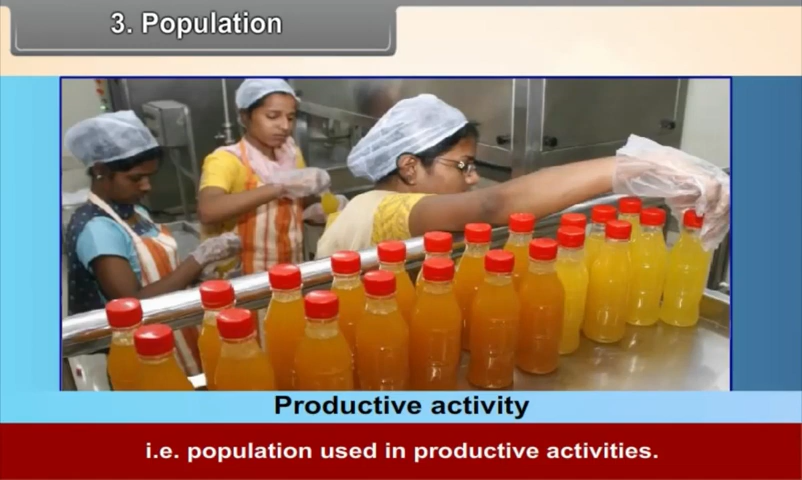 3. Population
Productive activity
i.e. population used in productive activities.